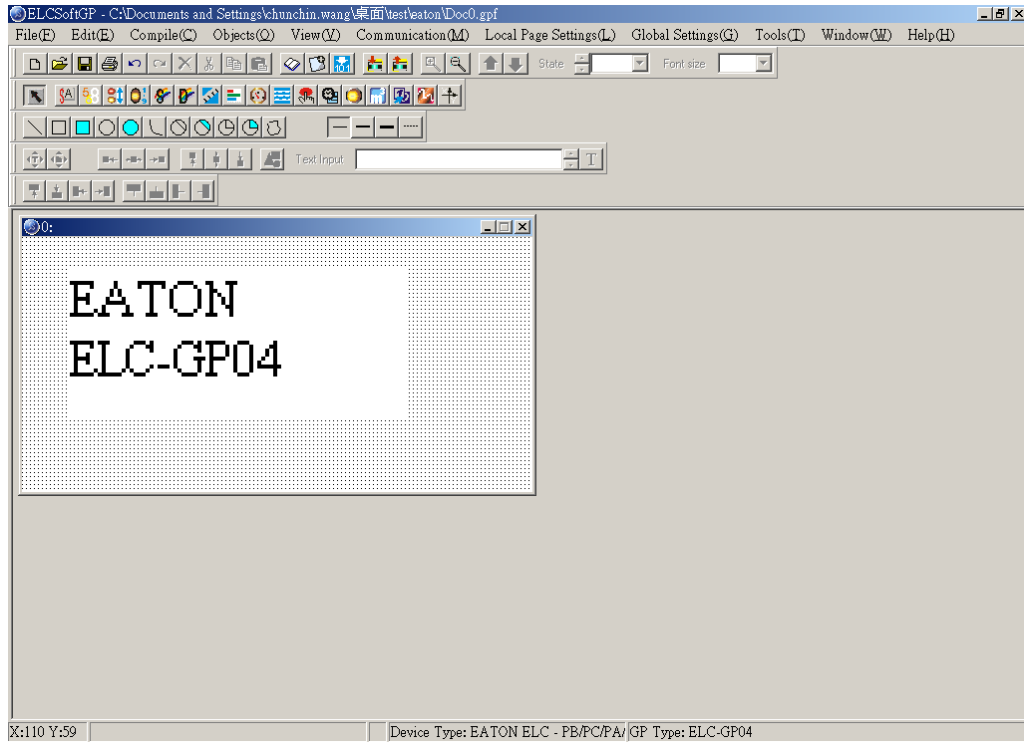 ELCSoftGP - C:\Documents and Settings\chunchin.wang\桌面\test\eaton\Doc0.gpf
File(F) Edit(E) Compile(C) Objects(O) View(V) Communication(M) Local Page Settings(L) Global Settings(G) Tools(T) Window(W) Help(H)
State Font size
Text Input T
0:
EATON
ELC-GP04
X:110 Y:59 Device Type: EATON ELC - PB/PC/PA/ GP Type: ELC-GP04